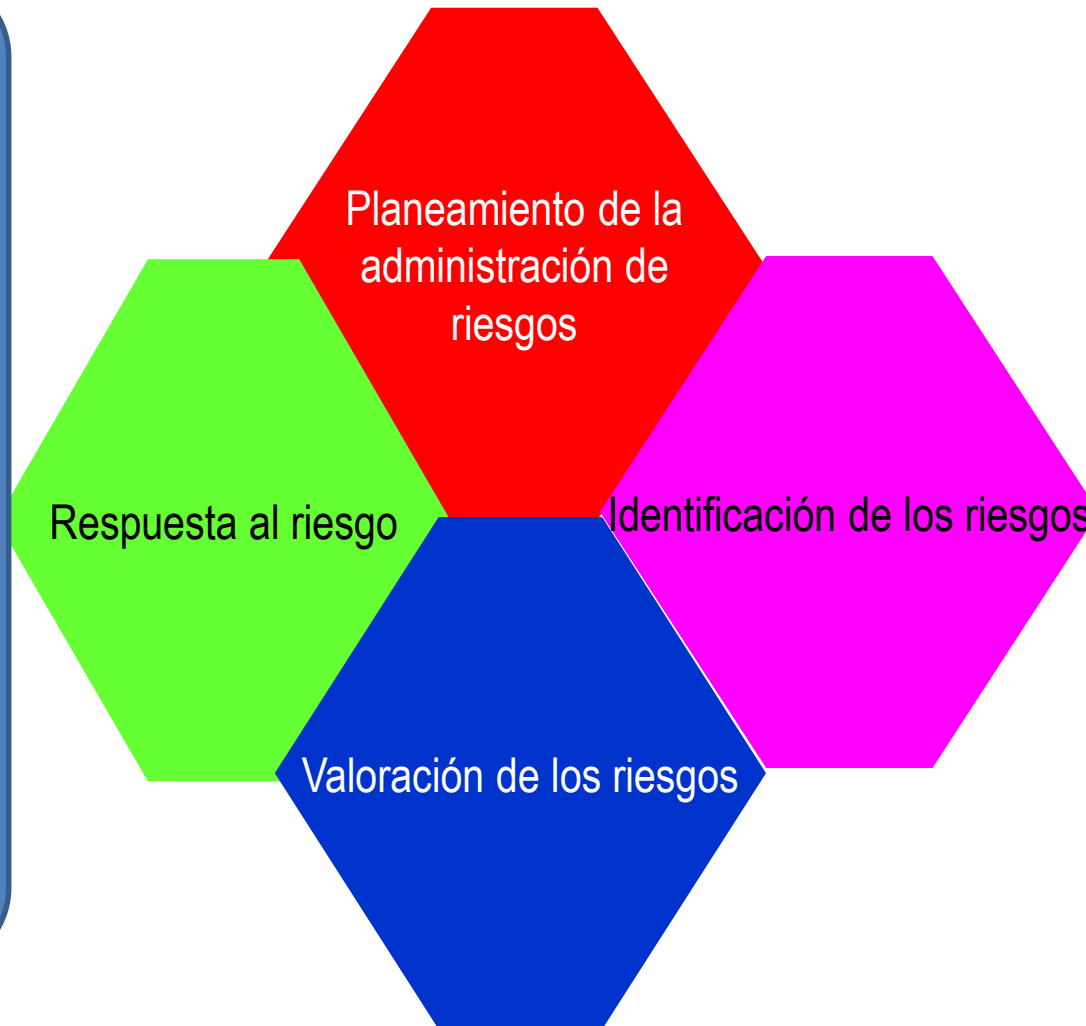 Planeamiento de la
administración de
riesgos
Respuesta al riesgo
Identificación de los riesgos
Valoración de los riesgos